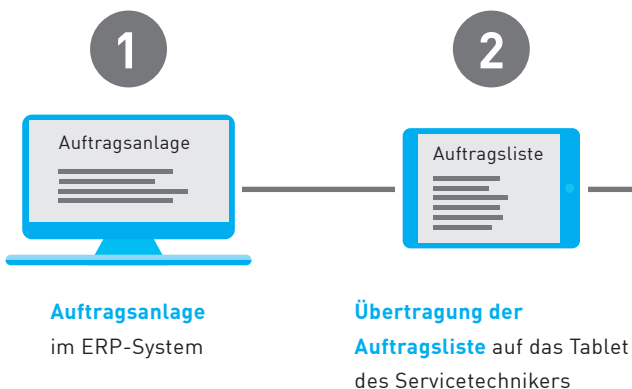 1
2
Auftragsanlage
Auftragsliste
Auftragsanlage
im ERP-System
Übertragung der
Auftragsliste auf das Tablet
des Servicetechnikers